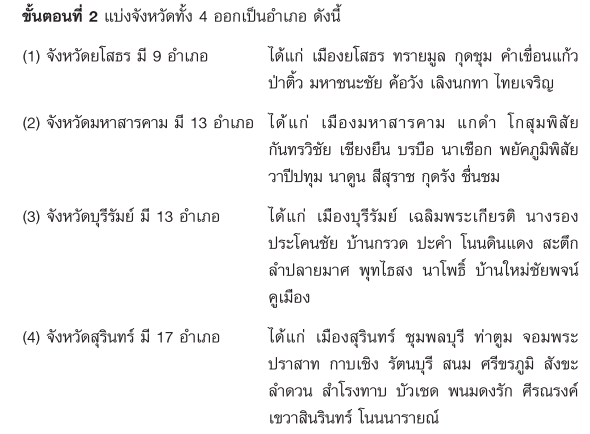 ขั้นตอนที่ 2 แบ่งจังหวัดทั้ง 4 ออกเป็นอำเภอ ดังนี้
(1) จังหวัดยโสธร มี 9 อำเภอ ได้แก่ เมืองยโสธร ทรายมูล กุดชุม คำเขื่อนแก้ว
ป่าติ้ว มหาชนะชัย ค้อวัง เลิงนกทา ไทยเจริญ
(2) จังหวัดมหาสารคาม มี 13 อำเภอ ได้แก่ เมืองมหาสารคาม แกดำ โกสุมพิสัย
กันทรวิชัย เชียงยืน บรบือ นาเชือก พยัคภูมิพิสัย
วาปีปทุม นาดูน สีสุราช กุดรัง ชื่นชม
(3) จังหวัดบุรีรัมย์ มี 13 อำเภอ ได้แก่ เมืองบุรีรัมย์ เฉลิมพระเกียรติ นางรอง
ประโคนชัย บ้านกรวด ปะคำ โนนดินแดง สะตึก
ลำปลายมาศ พุทไธสง นาโพธิ์ บ้านใหม่ชัยพจน์
คูเมือง
(4) จังหวัดสุรินทร์ มี 17 อำเภอ ได้แก่ เมืองสุรินทร์ ชุมพลบุรี ท่าตูม จอมพระ
ปราสาท กาบเชิง รัตนบุรี สนม ศรีขรภูมิ สังขะ
ลำดวน สำโรงทาบ บัวเชด พนมดงรัก ศีรณรงค์
เขวาสินรินทร์ โนนนารายณ์